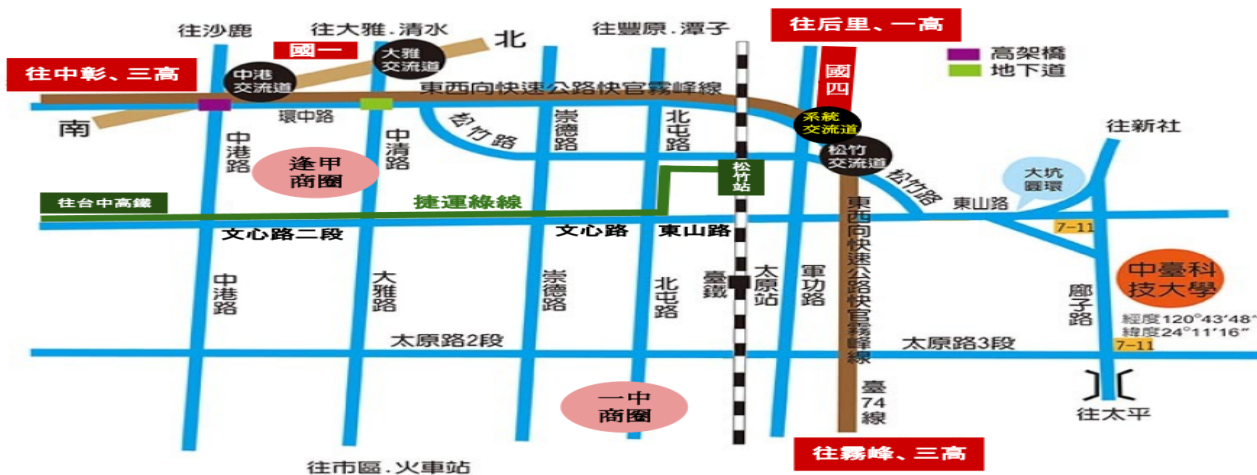 往沙鹿
往大雅.清水
往豐原.潭子
往后里、一高
國一
北
大雅
交流道
高架橋
地下道
往中彰、三高
中港
交流道
國四
東西向快速公路快官霧峰線
系統
交流道
南
環中路
松竹路
崇德路
北屯路
往新社
中港路
中清路
逢甲
商圈
松竹站
松竹
交流道
松竹路
大坑
圓環
往台中高鐵
捷運綠線
東山路
文心路二段
文心路
東山路
7-11
中港路
大雅路
崇德路
北屯路
臺鐵
太原站
軍功路
東西向快速公路快官霧峰線
廍子路
中臺科
技大學
經度120°43'48"
緯度24°11'16"
太原路2段
太原路3段
7-11
一中
商圈
臺74線
往太平
往霧峰、三高
往市區.火車站